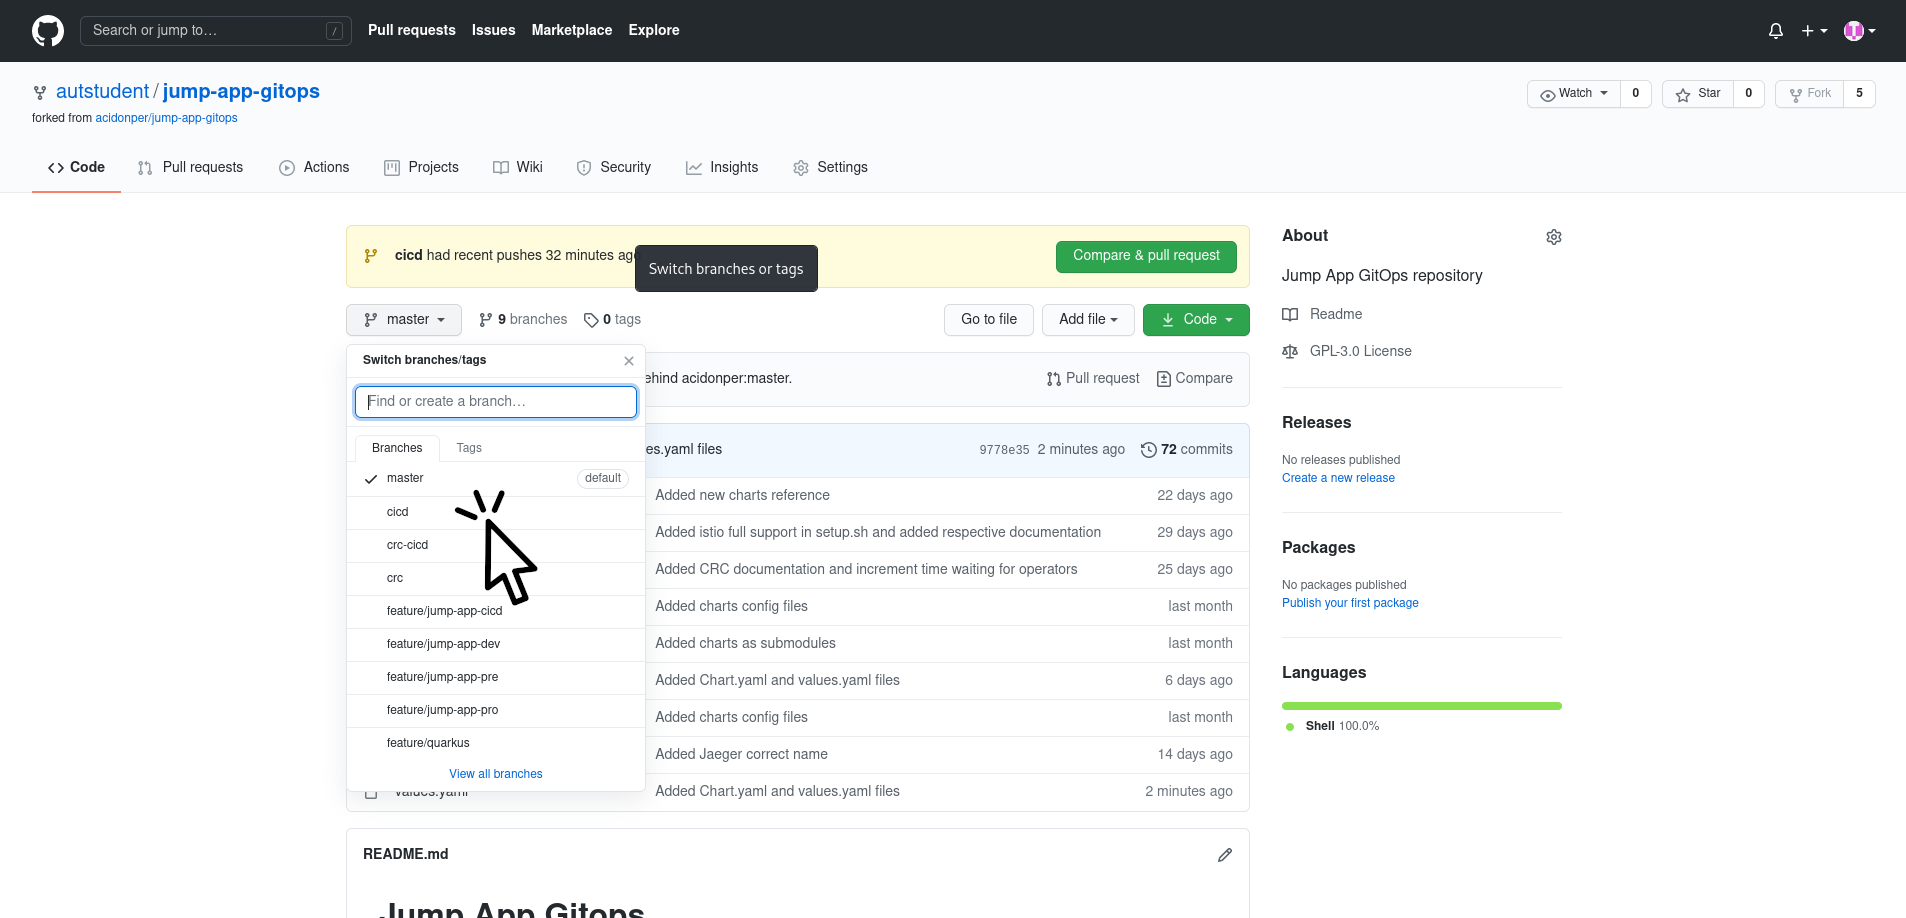 Search or jump to… /
Pull requests Issues Marketplace Explore
autstudent / jump-app-gitops
forked from acidonper/jump-app-gitops
Watch 0 Star 0 Fork 5
Code Pull requests Actions Projects Wiki Security Insights Settings
cicd had recent pushes 32 minutes ago
Switch branches or tags
Compare & pull request
master 9 branches 0 tags
Go to file Add file Code
Switch branches/tags
Find or create a branch…
Branches Tags
master default
cicd
crc-cicd
crc
feature/jump-app-cicd
feature/jump-app-dev
feature/jump-app-pre
feature/jump-app-pro
feature/quarkus
View all branches
acidonper:master.
Pull request Compare
files 9778e35 2 minutes ago 72 commits
Added new charts reference 22 days ago
Added istio full support in setup.sh and added respective documentation 29 days ago
Added CRC documentation and increment time waiting for operators 25 days ago
Added charts config files last month
Added charts as submodules last month
Added Chart.yaml and values.yaml files 6 days ago
Added charts config files last month
Added Jaeger correct name 14 days ago
values.yaml Added Chart.yaml and values.yaml files 2 minutes ago
README.md
Jump App Gitops
About
Jump App GitOps repository
Readme
GPL-3.0 License
Releases
No releases published
Create a new release
Packages
No packages published
Publish your first package
Languages
Shell 100.0%